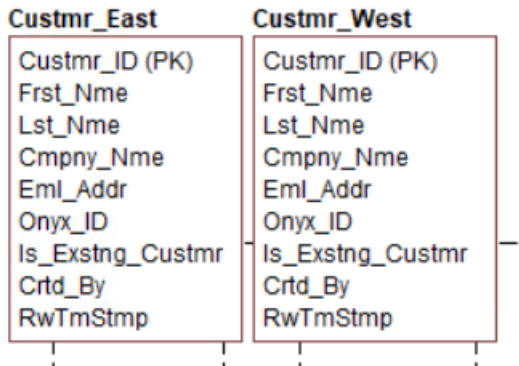 Custmr_East
Custmr_ID (PK)
Frst_Nme
Lst_Nme
Cmpny_Nme
Eml_Addr
Onyx_ID
Is_Exstng_Custmr
Crtd_By
RwTmStmp
Custmr_West
Custmr_ID (PK)
Frst_Nme
Lst_Nme
Cmpny_Nme
Eml_Addr
Onyx_ID
Is_Exstng_Custmr
Crtd_By
RwTmStmp